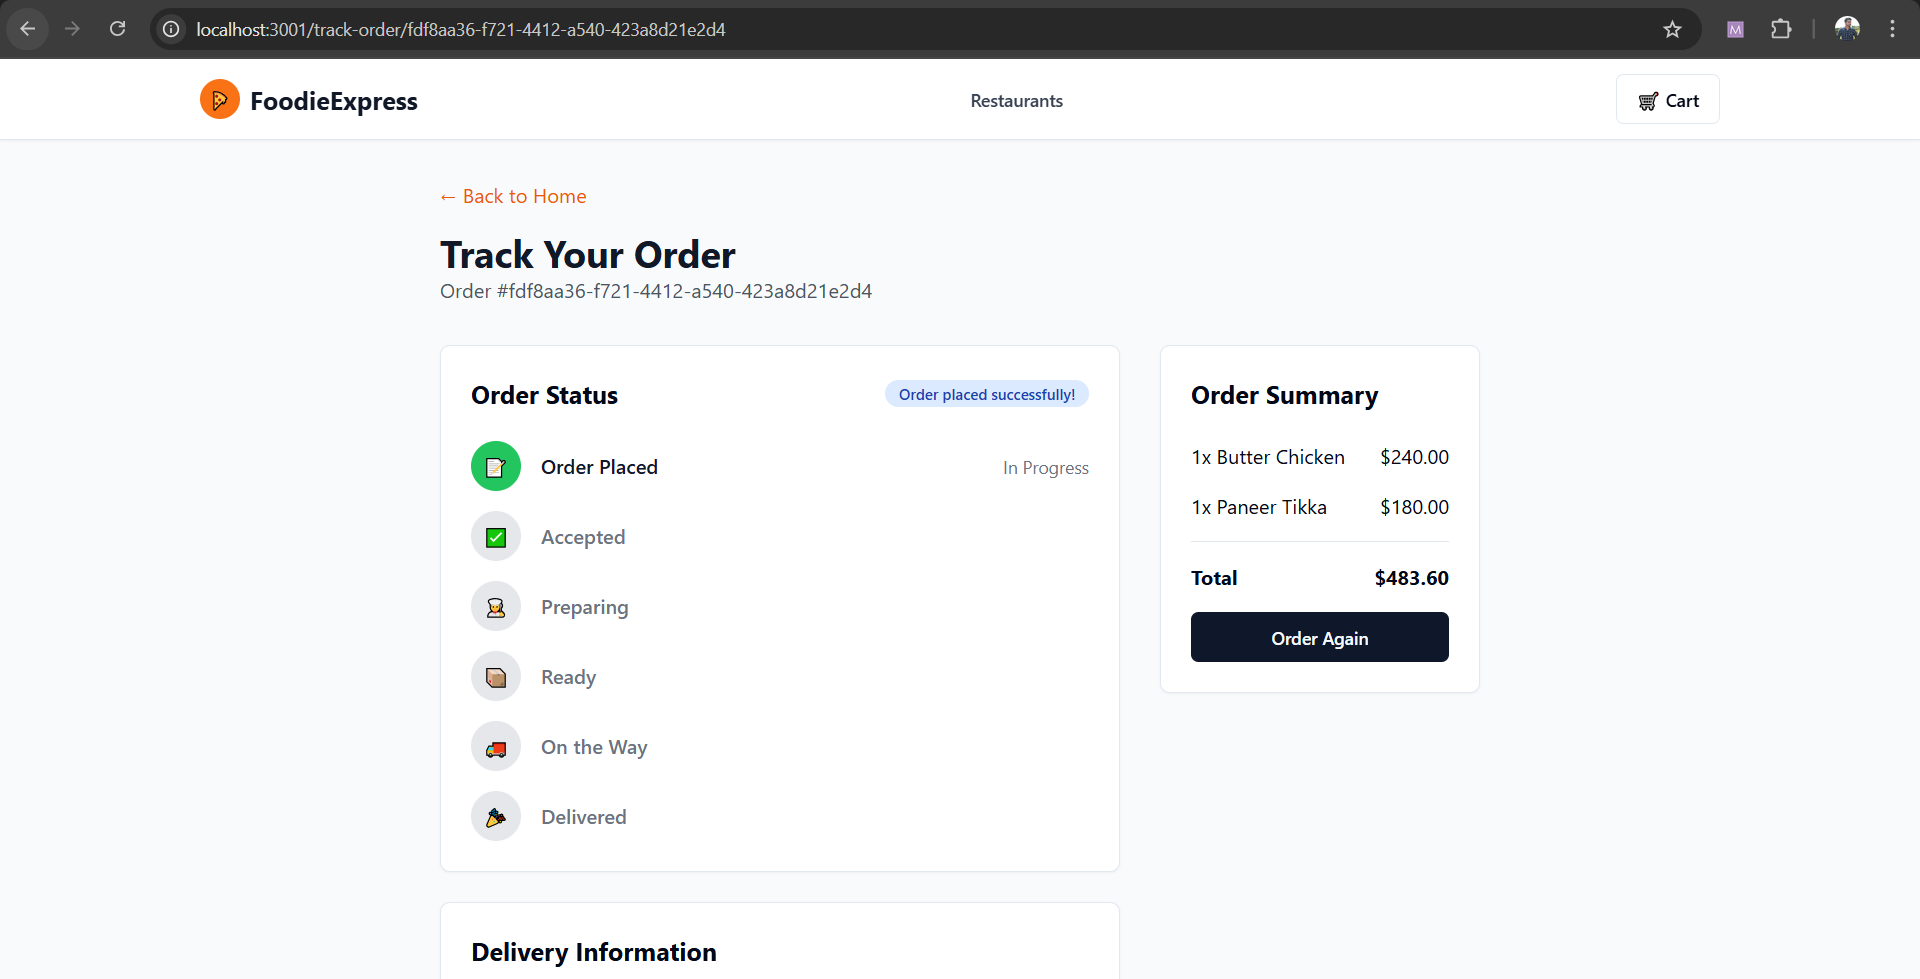 localhost:3001/track-order/fdf8aa36-f721-4412-a540-423a8d21e2d4
M
FoodieExpress
Restaurants
🛒 Cart
← Back to Home
Track Your Order
Order #fdf8aa36-f721-4412-a540-423a8d21e2d4
Order Status
Order placed successfully!
Order Placed
In Progress
Accepted
Preparing
Ready
On the Way
Delivered
Delivery Information
Order Summary
1x Butter Chicken $240.00
1x Paneer Tikka $180.00
Total $483.60
Order Again